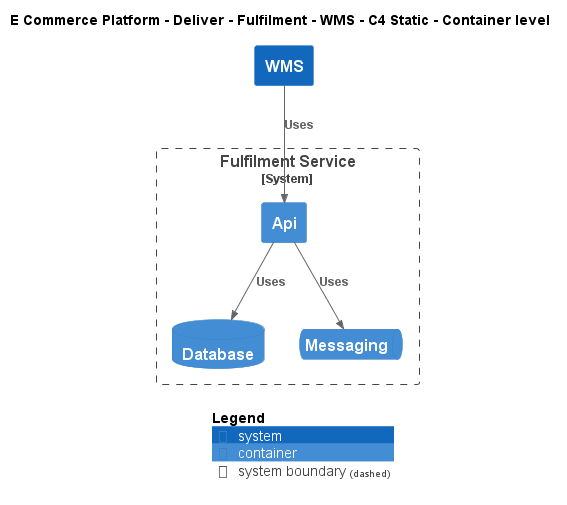 E Commerce Platform - Deliver - Fulfilment - WMS - C4 Static - Container level
WMS
Uses
Fulfilment Service
[System]
Api
Uses
Uses
Database
Messaging
Legend
system
container
system boundary (dashed)